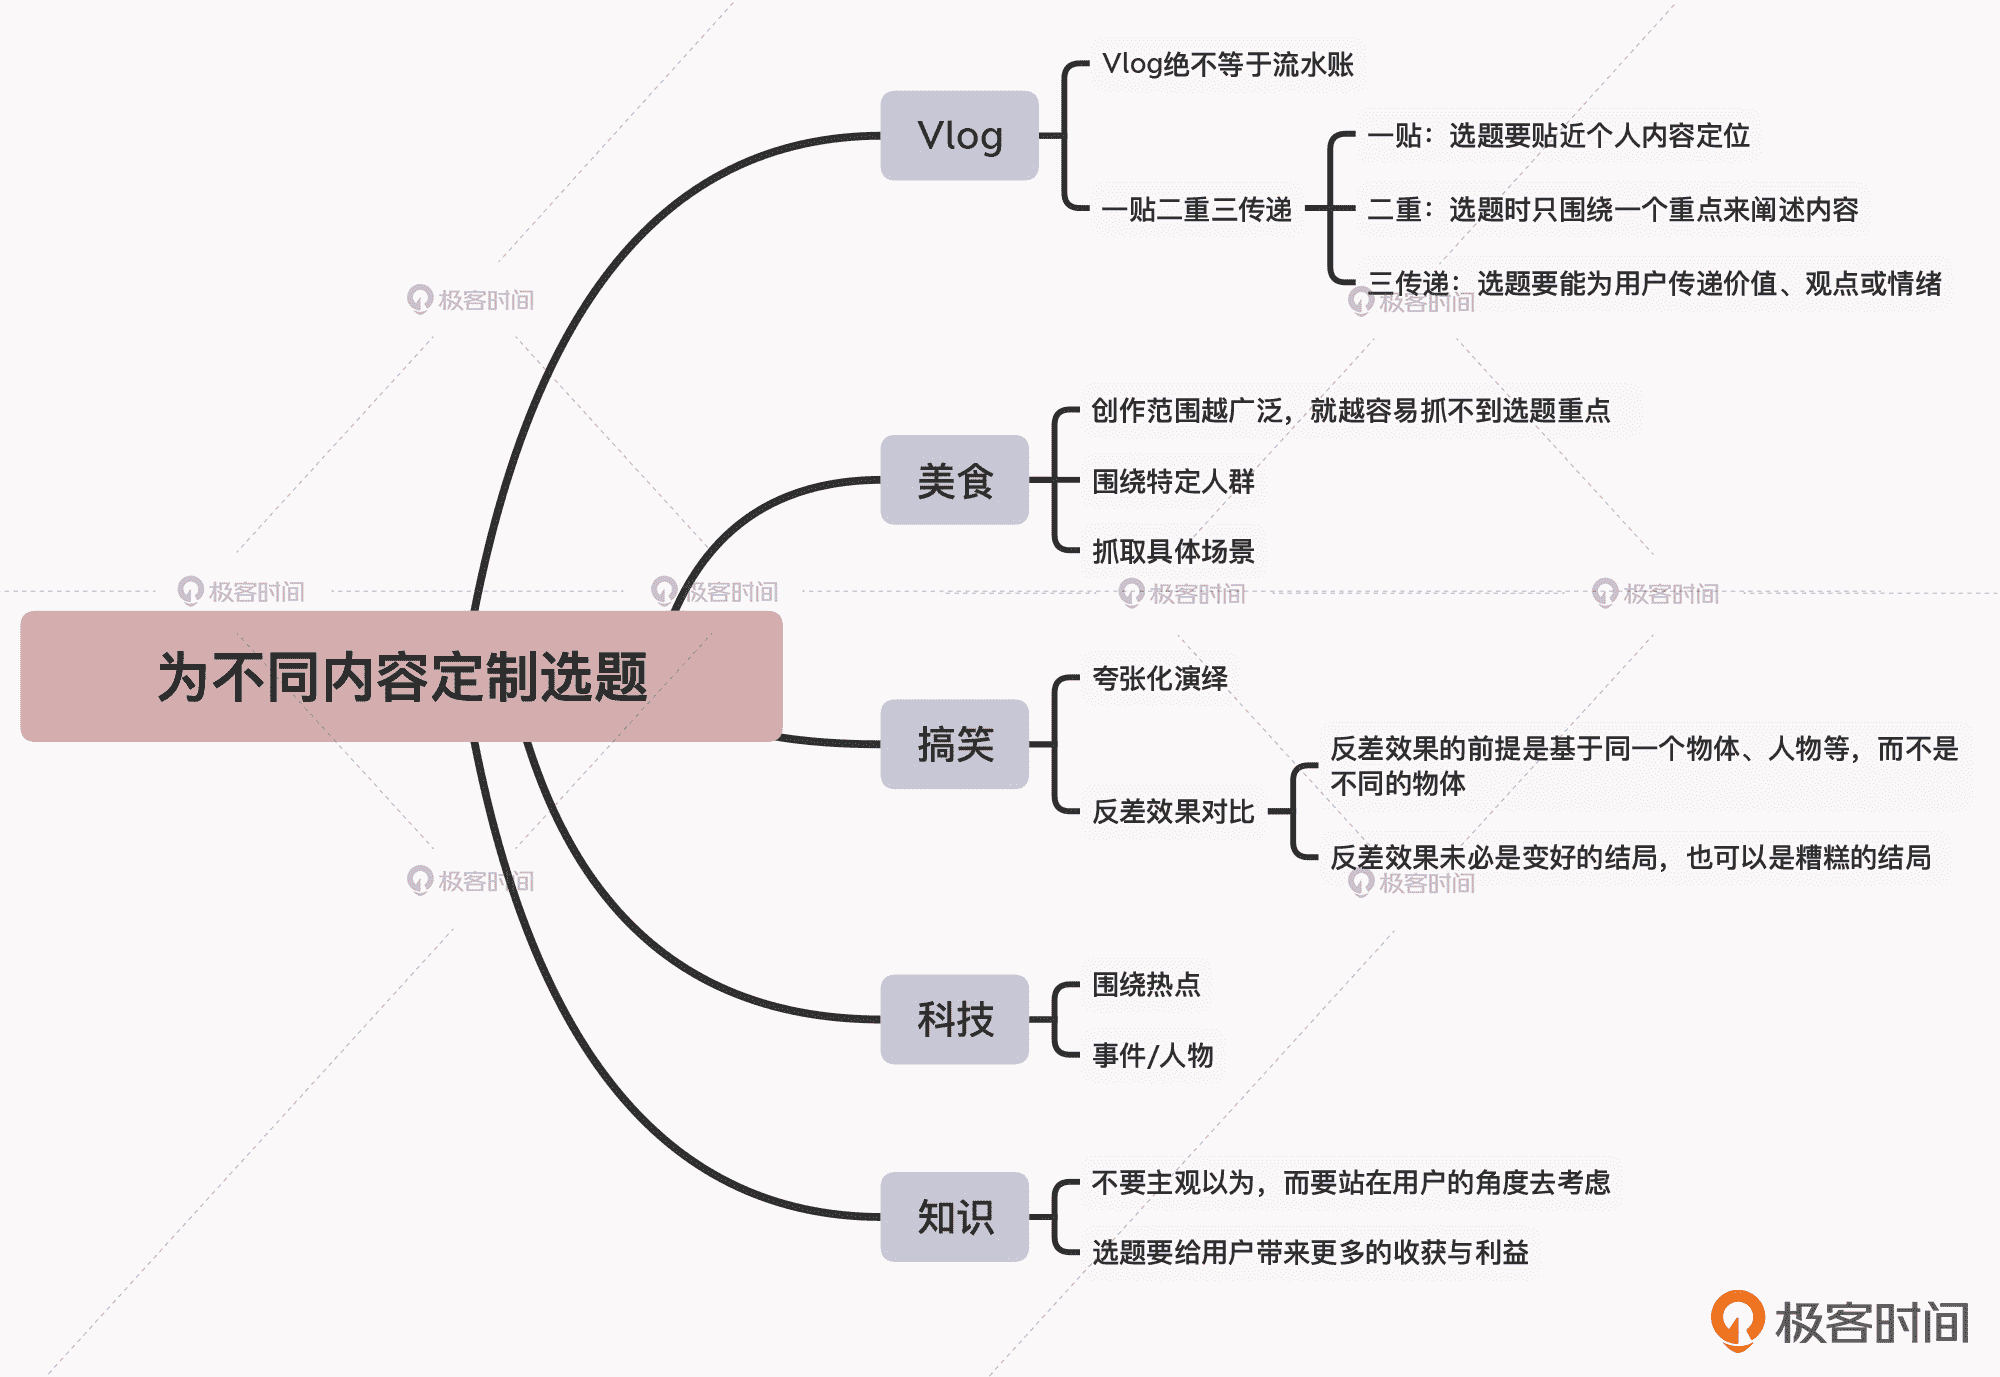 为不同内容定制选题
Vlog
Vlog绝不等于流水账
一贴二重三传递
一贴：选题要贴近个人内容定位
二重：选题时只围绕一个重点来阐述内容
三传递：选题要能为用户传递价值、观点或情绪
美食
创作范围越广泛，就越容易抓不到选题重点
围绕特定人群
抓取具体场景
搞笑
夸张化演绎
反差效果对比
反差效果的前提是基于同一个物体、人物等，而不是
不同的物体
反差效果未必是变好的结局，也可以是糟糕的结局
科技
围绕热点
事件/人物
知识
不要主观以为，而要站在用户的角度去考虑
选题要给用户带来更多的收获与利益
极客时间
极客时间
极客时间
极客时间
极客时间
极客时间
极客时间
极客时间
极客时间